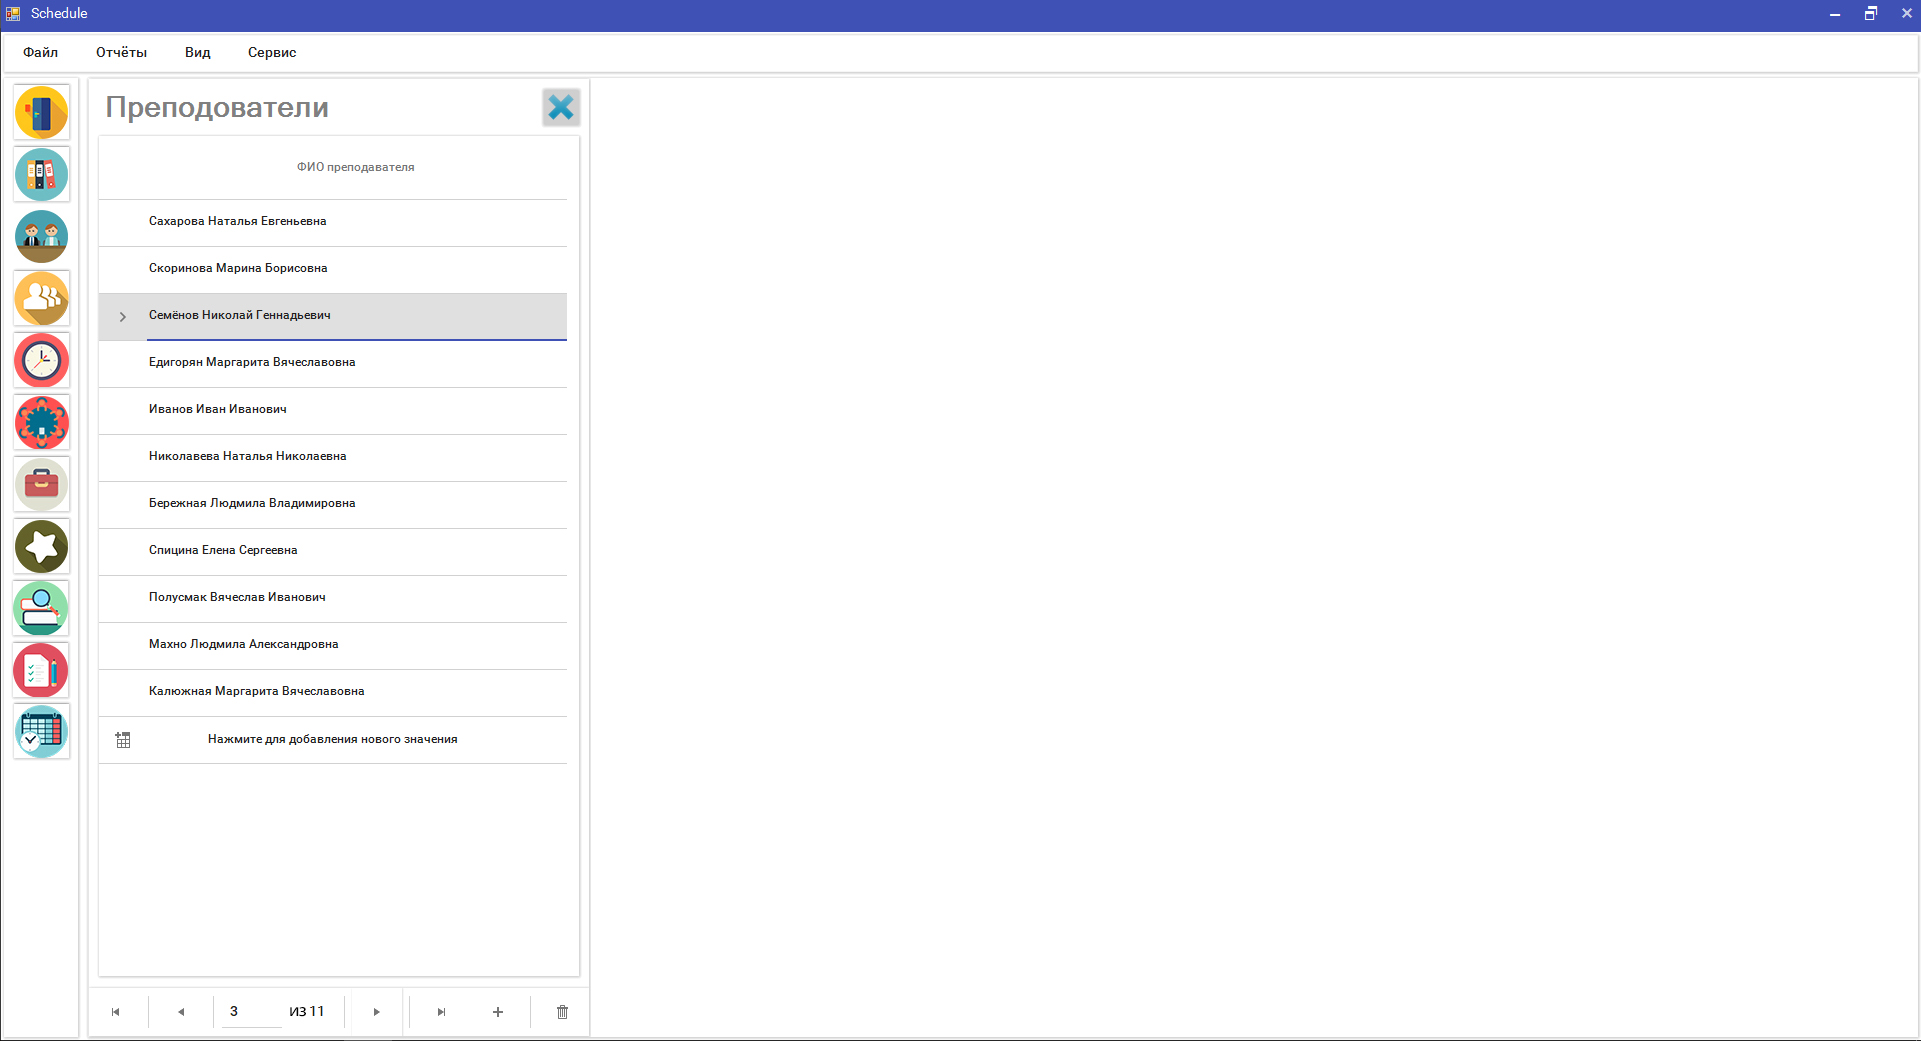 Schedule
Файл Отчёты Вид Сервис
Преподователи
ФИО преподавателя
Сахарова Наталья Евгеньевна
Скоринова Марина Борисовна
Семёнов Николай Геннадьевич
Едигорян Маргарита Вячеславовна
Иванов Иван Иванович
Николавева Наталья Николаевна
Бережная Людмила Владимировна
Спицина Елена Сергеевна
Полусмак Вячеслав Иванович
Махно Людмила Александровна
Калюжная Маргарита Вячеславовна
Нажмите для добавления нового значения
3 из 11